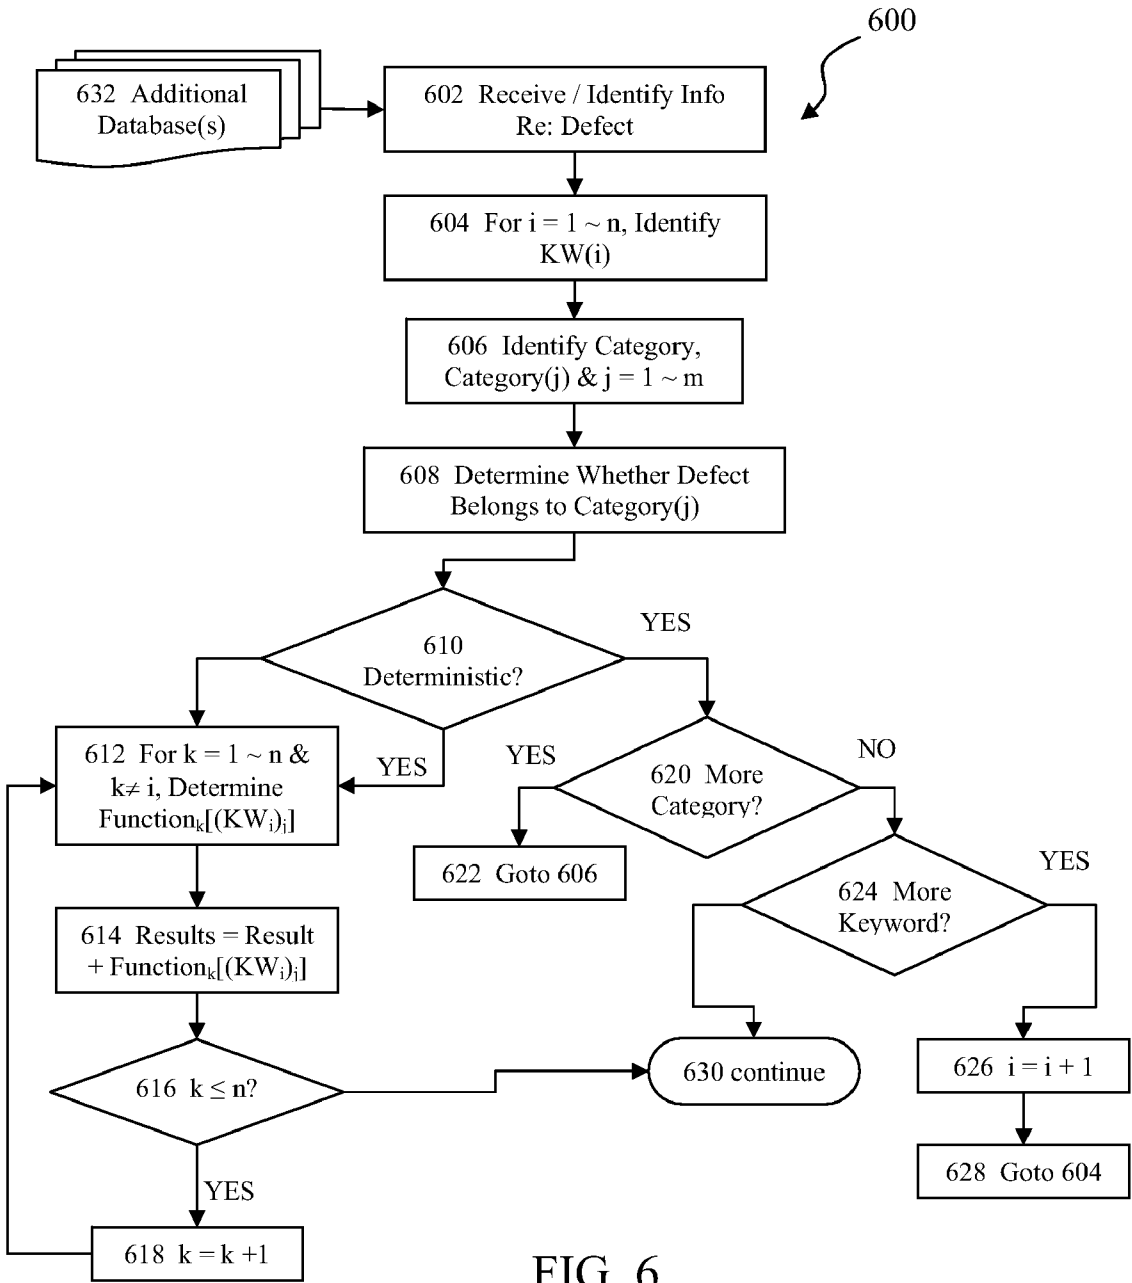 600
632 Additional
Database(s)
602 Receive / Identify Info
Re: Defect
604 For i = 1 ~ n, Identify
KW(i)
606 Identify Category,
Category(j) & j = 1 ~ m
608 Determine Whether Defect
Belongs to Category(j)
610
Deterministic?
YES
612 For k = 1 ~ n &
k≠ i, Determine
Functionₖ[(KWᵢ)ⱼ]
YES
YES
620 More
Category?
NO
622 Goto 606
624 More
Keyword?
YES
614 Results = Result
+ Functionₖ[(KWᵢ)ⱼ]
616 k ≤ n?
630 continue
626 i = i + 1
YES
628 Goto 604
618 k = k +1
FIG. 6